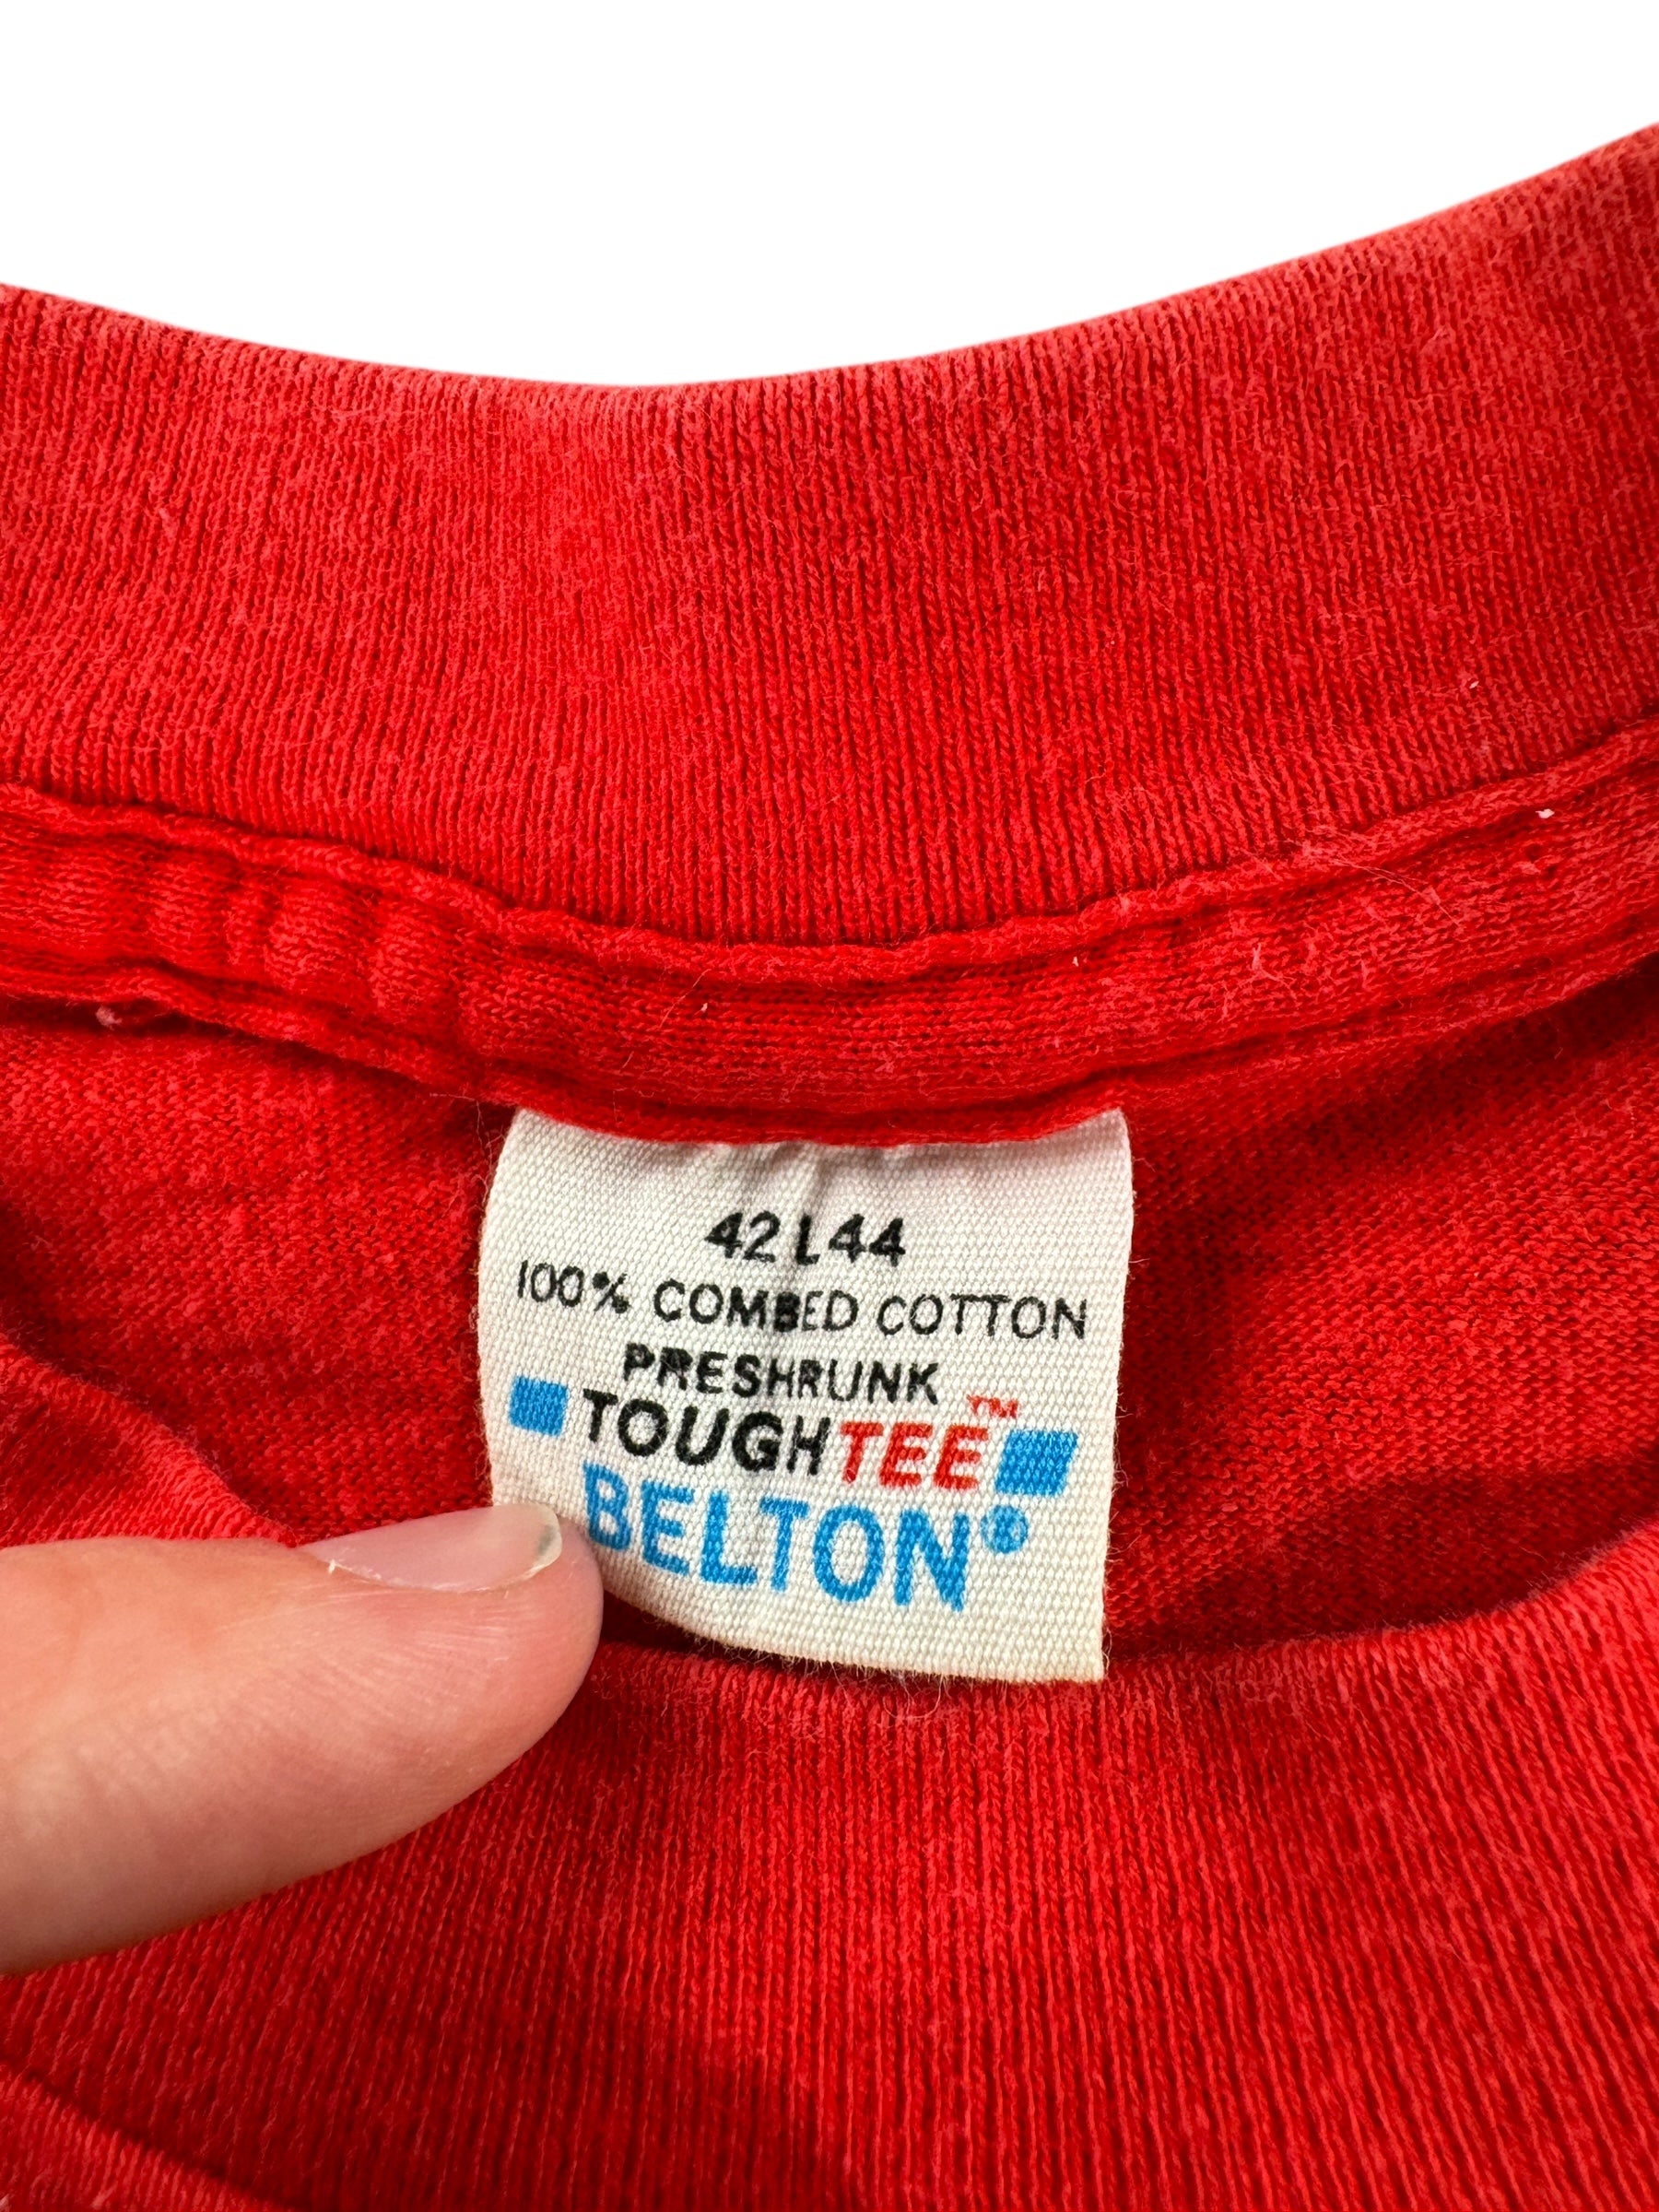 42 L 44
100% COMBED COTTON
PRESHRUNK
TOUGHTEE™
BELTON®